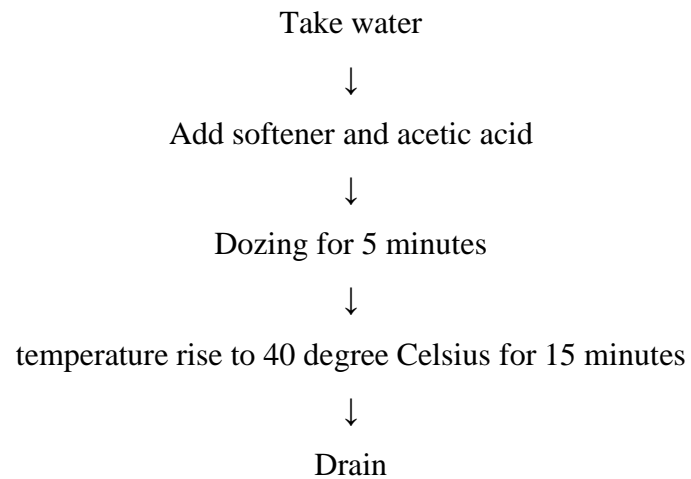 Take water
↓
Add softener and acetic acid
↓
Dozing for 5 minutes
↓
temperature rise to 40 degree Celsius for 15 minutes
↓
Drain